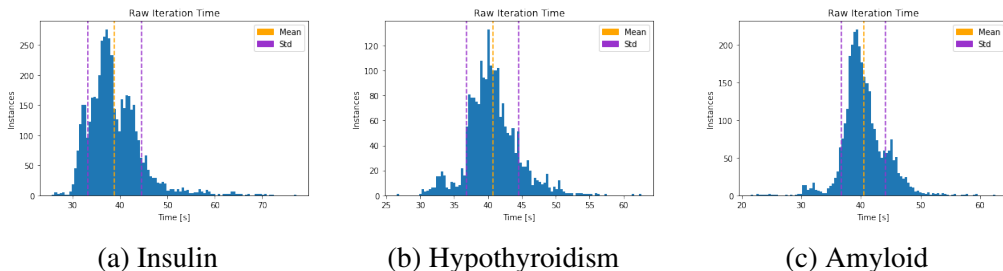 Raw Iteration Time
Mean
Std
Instances
250
200
150
100
50
0
30 40 50 60 70
Time [s]
(a) Insulin
Raw Iteration Time
Mean
Std
Instances
120
100
80
60
40
20
0
25 30 35 40 45 50 55 60
Time [s]
(b) Hypothyroidism
Raw Iteration Time
Mean
Std
Instances
200
150
100
50
0
20 30 40 50 60
Time [s]
(c) Amyloid